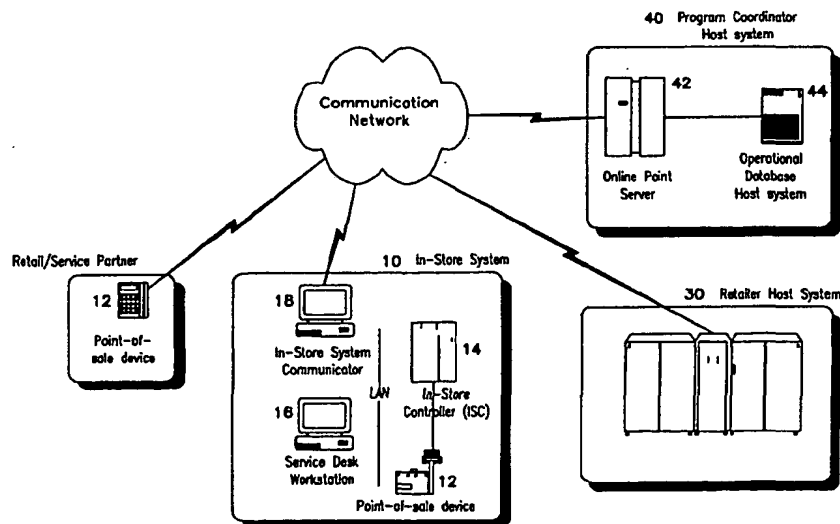 40 Program Coordinator
Host system
42
44
Communication
Network
Online Point
Server
Operational
Database
Host system
Retail/Service Partner
12
Point-of-
sale device
10 In-Store System
18
In-Store System
Communicator
14
LAN
In-Store
Controller (ISC)
16
Service Desk
Workstation
12
Point-of-sale device
30 Retailer Host System